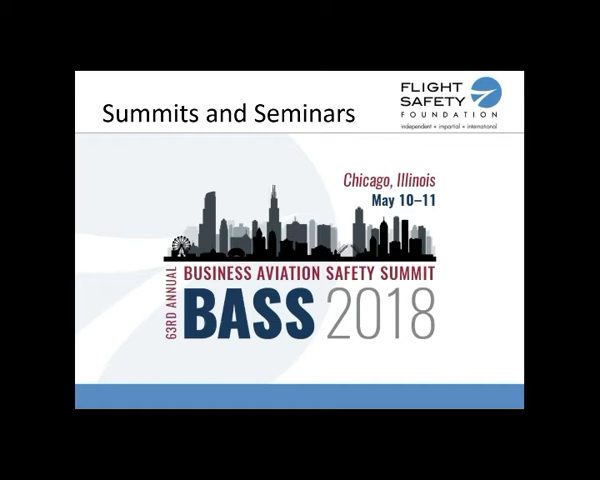 Summits and Seminars
FLIGHT
SAFETY
FOUNDATION
independent • impartial • international
Chicago, Illinois
May 10–11
63RD ANNUAL
BUSINESS AVIATION SAFETY SUMMIT
BASS 2018